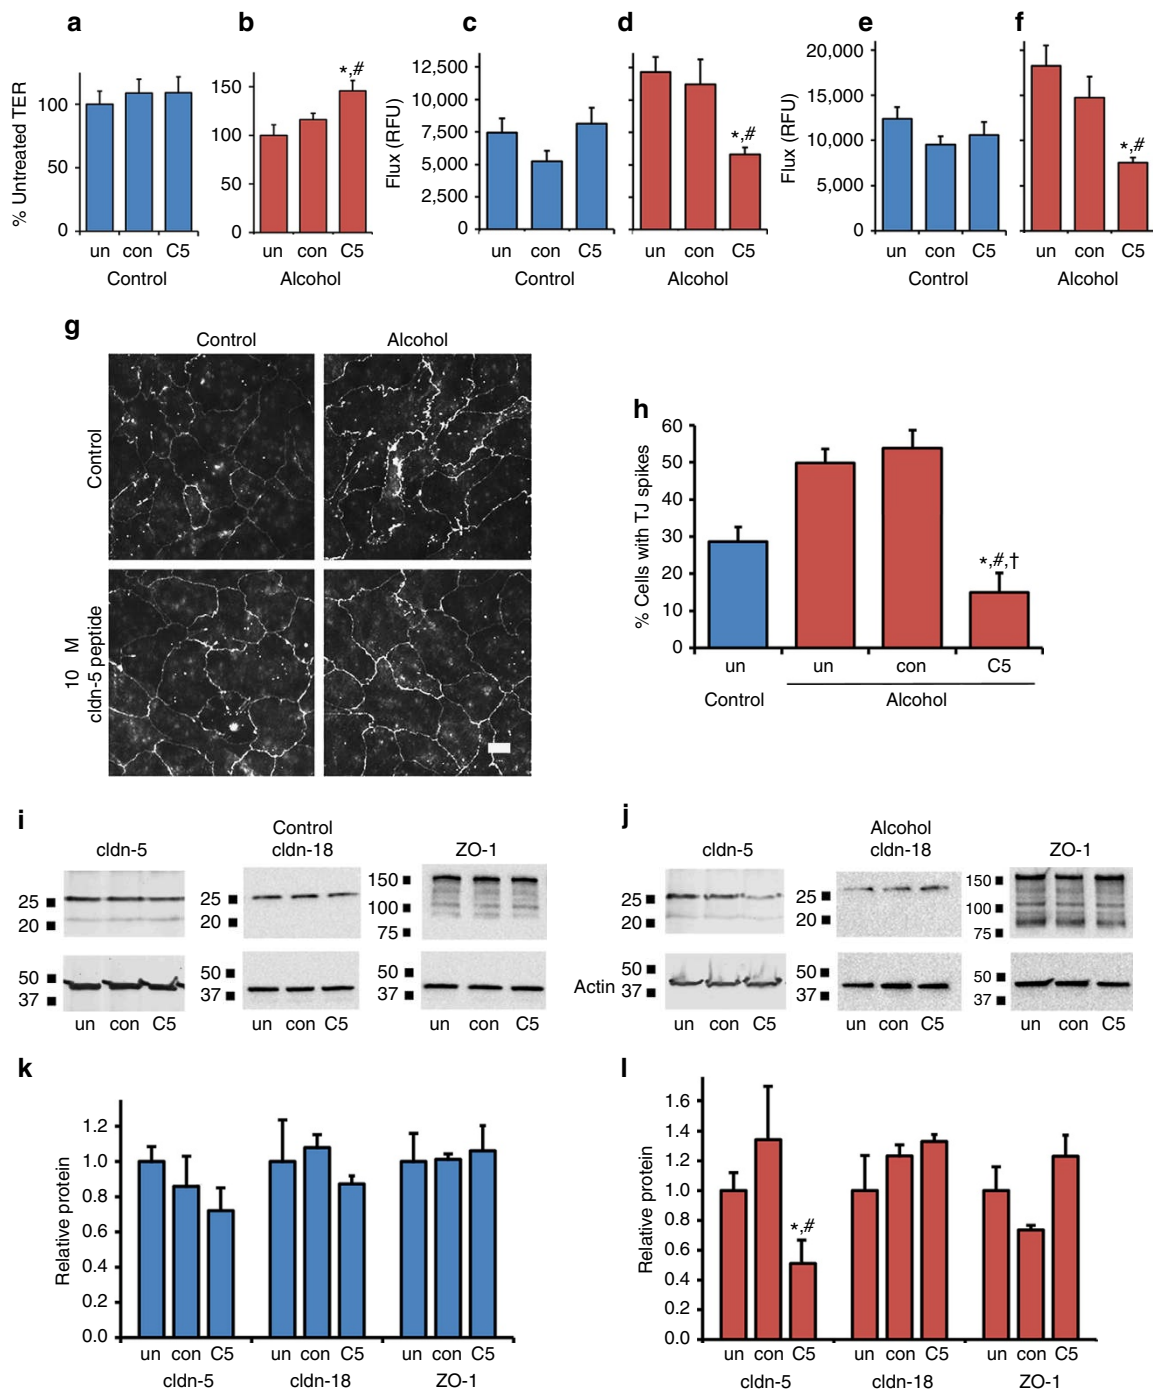 a
b
c
d
e
f
% Untreated TER
100
50
0
un con C5
Control
150
100
50
0
*,#
un con C5
Alcohol
Flux (RFU)
12,500
10,000
7,500
5,000
2,500
0
un con C5
Control
*,#
un con C5
Alcohol
Flux (RFU)
20,000
15,000
10,000
5,000
0
un con C5
Control
*,#
un con C5
Alcohol
g
Control
Alcohol
Control
10 M
cldn-5 peptide
h
% Cells with TJ spikes
60
50
40
30
20
10
0
*,#,†
un
un
con
C5
Control
Alcohol
i
Control
cldn-5
cldn-18
ZO-1
25
20
25
20
150
100
75
50
37
50
37
50
37
un con C5
un con C5
un con C5
j
Alcohol
cldn-5
cldn-18
ZO-1
25
20
25
20
150
100
75
Actin
50
37
50
37
50
37
un con C5
un con C5
un con C5
k
Relative protein
1.2
1.0
0.8
0.6
0.4
0.2
0.0
un con C5
un con C5
un con C5
cldn-5
cldn-18
ZO-1
l
Relative protein
1.6
1.4
1.2
1.0
0.8
0.6
0.4
0.2
0.0
*,#
un con C5
un con C5
un con C5
cldn-5
cldn-18
ZO-1